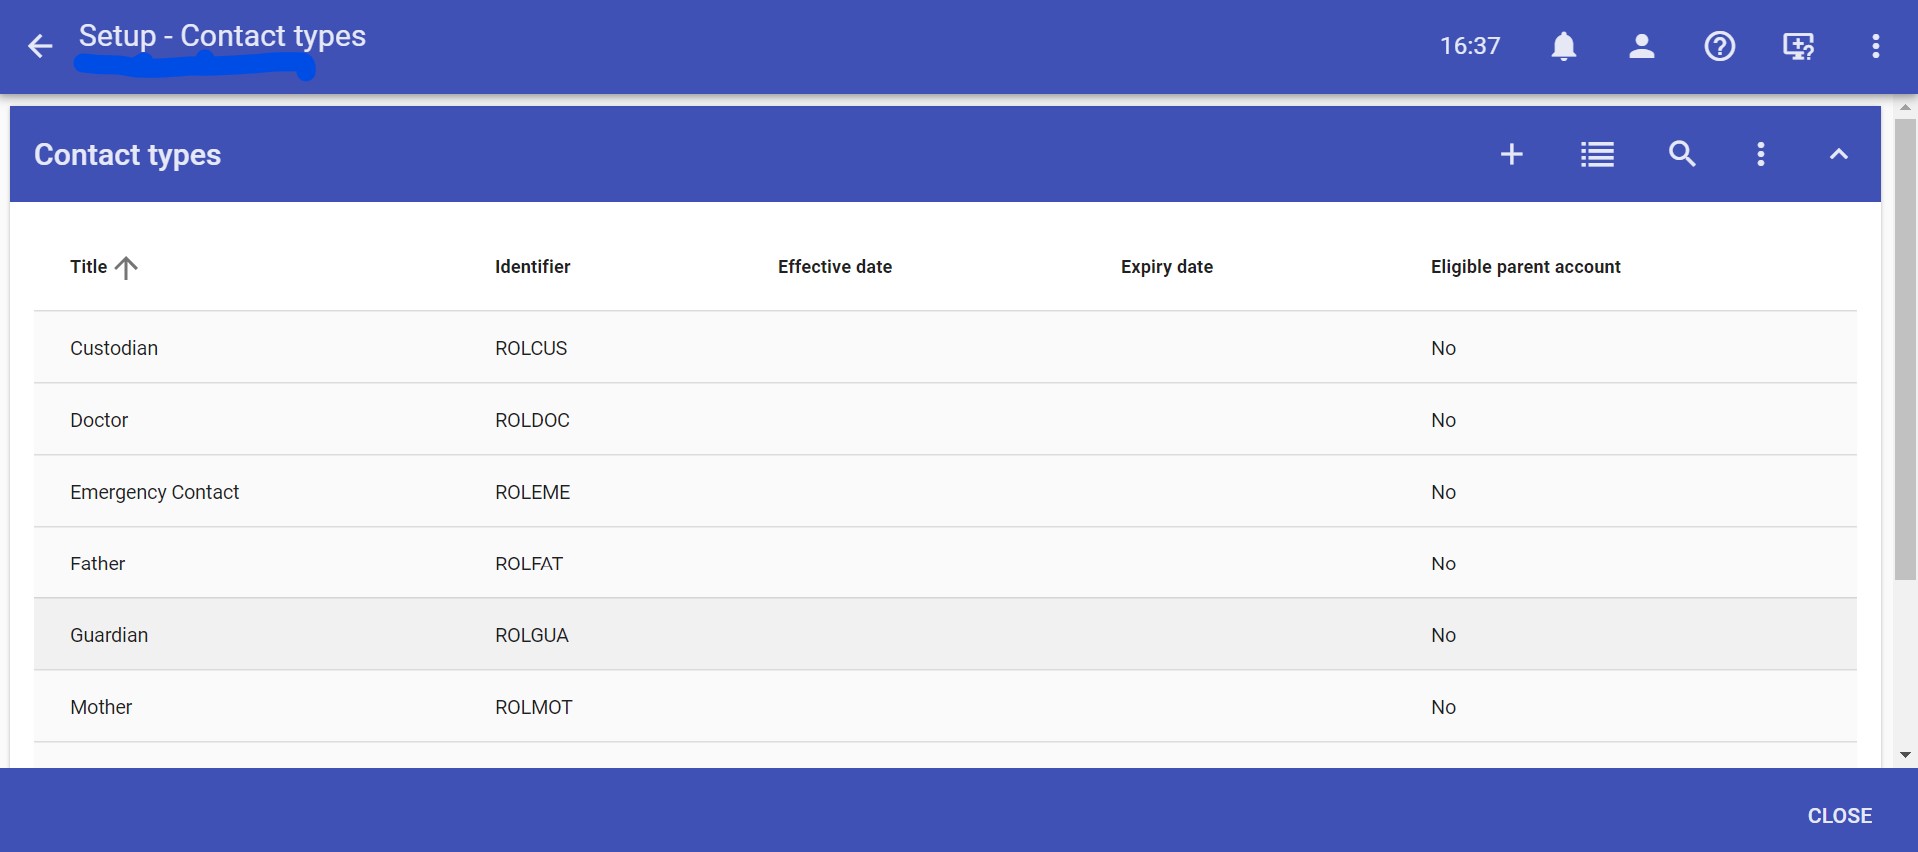 Setup - Contact types
16:37
Contact types
Title Identifier Effective date Expiry date Eligible parent account
Custodian ROLCUS No
Doctor ROLDOC No
Emergency Contact ROLEME No
Father ROLFAT No
Guardian ROLGUA No
Mother ROLMOT No
CLOSE